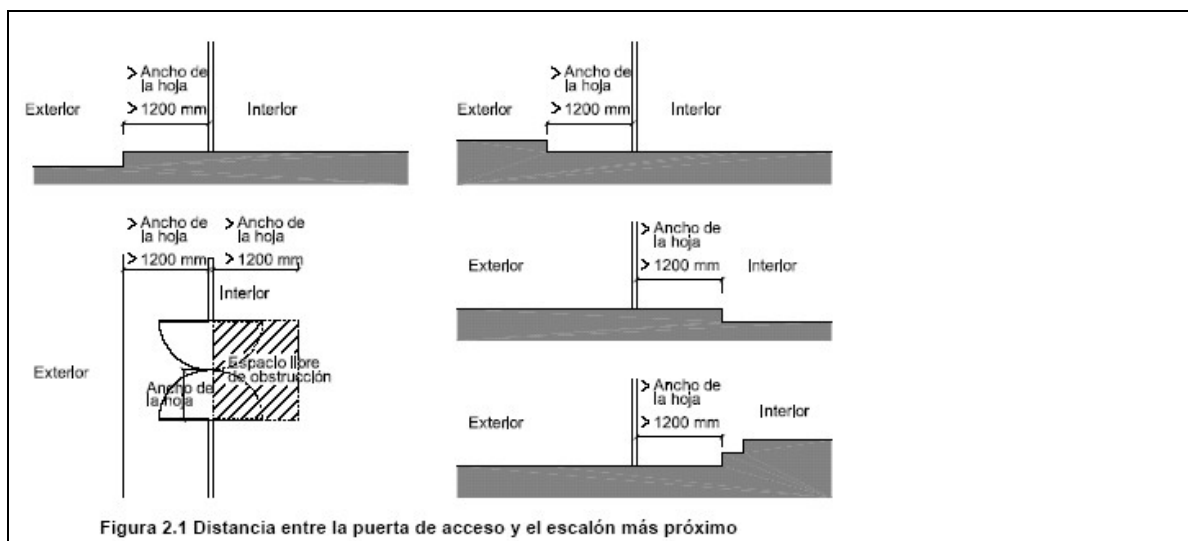 > Ancho de
la hoja
Exterior
> 1200 mm
Interior
> Ancho de
la hoja
Exterior
> 1200 mm
Interior
> Ancho de
la hoja
> 1200 mm
> Ancho de
la hoja
> 1200 mm
Interior
Exterior
Espacio libre
de obstrucción
Ancho de
la hoja
> Ancho de
la hoja
Exterior
> 1200 mm
Interior
> Ancho de
la hoja
Exterior
> 1200 mm
Interior
Figura 2.1 Distancia entre la puerta de acceso y el escalón más próximo